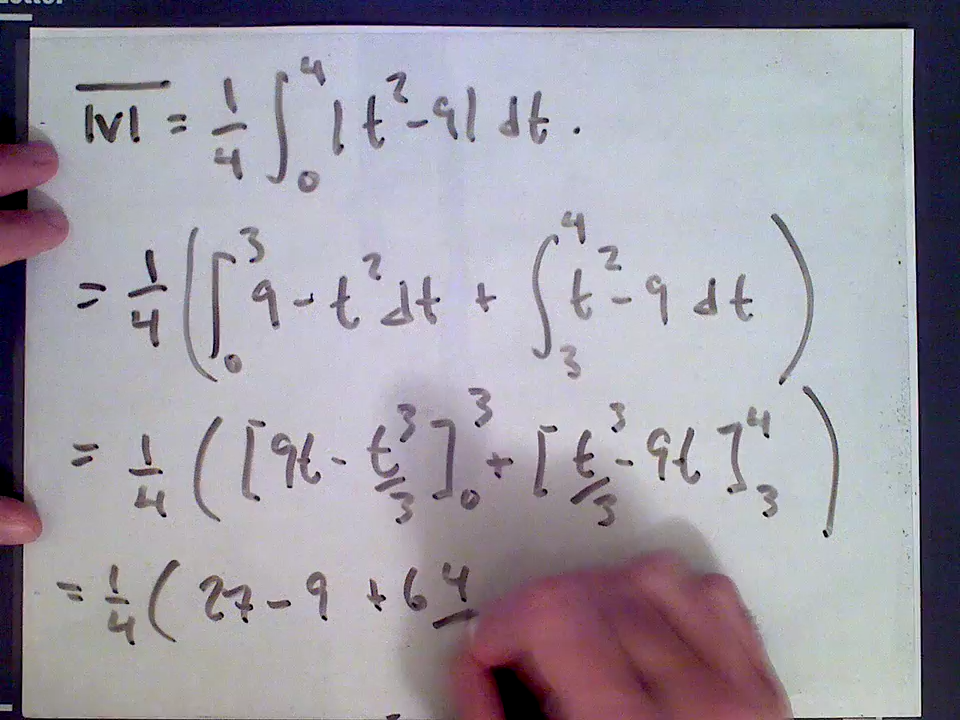 |v̅| = 1/4 ∫₀⁴ |t² - 9| dt.
= 1/4 ( ∫₀³ 9 - t² dt + ∫₃⁴ t² - 9 dt )
= 1/4 ( [9t - t³/3]₀³ + [t³/3 - 9t]₃⁴ )
= 1/4 ( 27 - 9 + 64